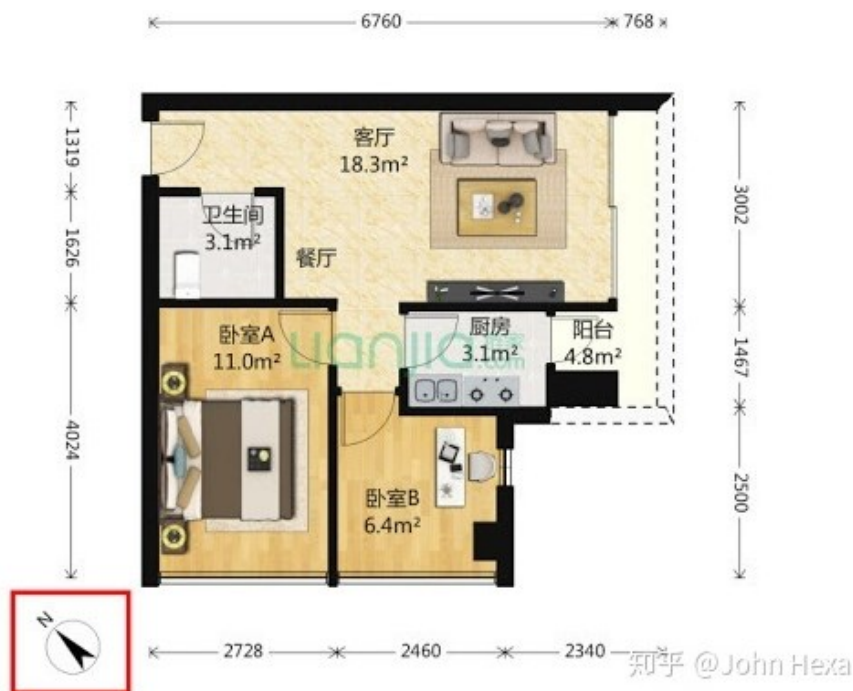 6760
768
1319
1626
4024
3002
1467
2500
客厅
18.3m²
卫生间
3.1m²
餐厅
卧室A
11.0m²
厨房
3.1m²
阳台
4.8m²
Lianjia
.com
卧室B
6.4m²
N
2728
2460
2340
知乎 @John Hexa